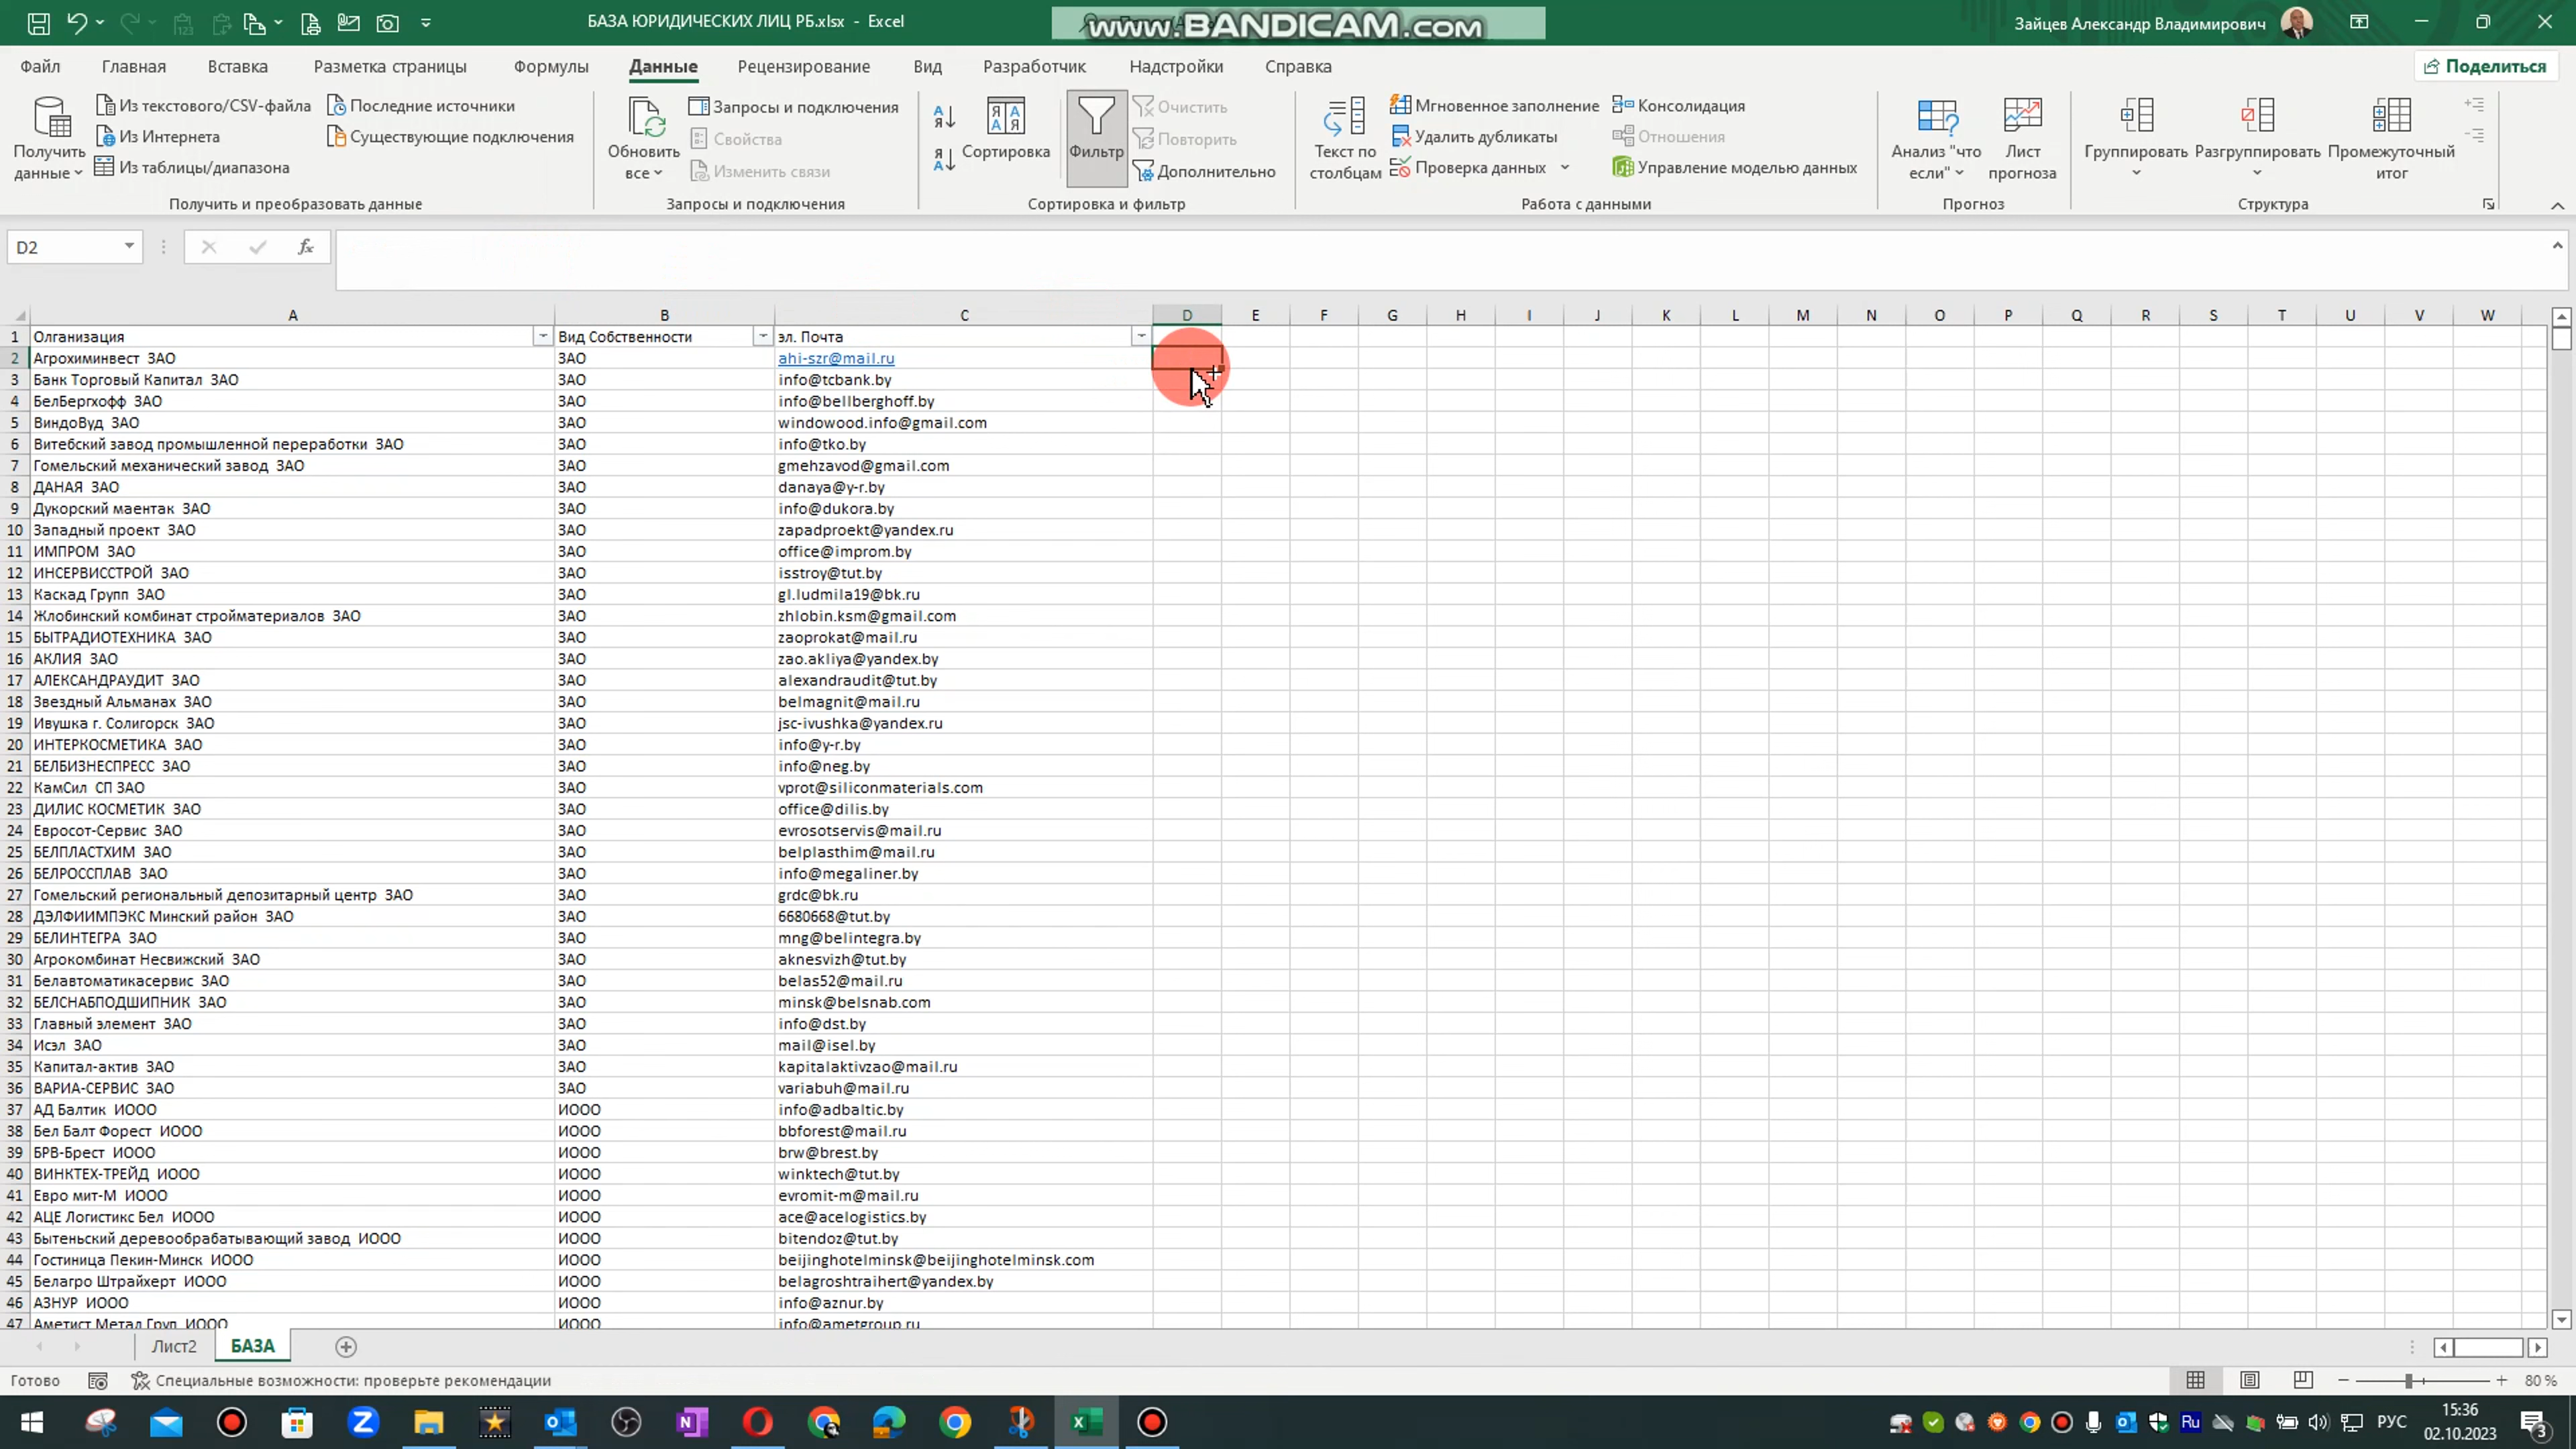 БАЗА ЮРИДИЧЕСКИХ ЛИЦ РБ.xlsx - Excel
www.BANDICAM.com
Зайцев Александр Владимирович
Файл Главная Вставка Разметка страницы Формулы Данные Рецензирование Вид Разработчик Надстройки Справка Поделиться
Получить данные
Из текстового/CSV-файла
Из Интернета
Из таблицы/диапазона
Последние источники
Существующие подключения
Получить и преобразовать данные
Обновить все
Запросы и подключения
Свойства
Изменить связи
Запросы и подключения
Сортировка
Фильтр
Очистить
Повторить
Дополнительно
Сортировка и фильтр
Текст по столбцам
Мгновенное заполнение
Удалить дубликаты
Проверка данных
Консолидация
Отношения
Управление моделью данных
Работа с данными
Анализ "что если"
Лист прогноза
Прогноз
Группировать
Разгруппировать
Промежуточный итог
Структура
D2
fx
A B C D E F G H I J K L M N O P Q R S T U V W
1 Организация Вид Собственности эл. Почта
2 Агрохиминвест ЗАО ЗАО ahi-szr@mail.ru
3 Банк Торговый Капитал ЗАО ЗАО info@tcbank.by
4 БелБергхофф ЗАО ЗАО info@bellberghoff.by
5 ВиндоВуд ЗАО ЗАО windowood.info@gmail.com
6 Витебский завод промышленной переработки ЗАО ЗАО info@tko.by
7 Гомельский механический завод ЗАО ЗАО gmehzavod@gmail.com
8 ДАНАЯ ЗАО ЗАО danaya@y-r.by
9 Дукорский маентак ЗАО ЗАО info@dukora.by
10 Западный проект ЗАО ЗАО zapadproekt@yandex.ru
11 ИМПРОМ ЗАО ЗАО office@improm.by
12 ИНСЕРВИССТРОЙ ЗАО ЗАО isstroy@tut.by
13 Каскад Групп ЗАО ЗАО gl.ludmila19@bk.ru
14 Жлобинский комбинат стройматериалов ЗАО ЗАО zhlobin.ksm@gmail.com
15 БЫТРАДИОТЕХНИКА ЗАО ЗАО zaoprokat@mail.ru
16 АКЛИЯ ЗАО ЗАО zao.akliya@yandex.by
17 АЛЕКСАНДРАУДИТ ЗАО ЗАО alexandraudit@tut.by
18 Звездный Альманах ЗАО ЗАО belmagnit@mail.ru
19 Ивушка г. Солигорск ЗАО ЗАО jsc-ivushka@yandex.ru
20 ИНТЕРКОСМЕТИКА ЗАО ЗАО info@y-r.by
21 БЕЛБИЗНЕСПРЕСС ЗАО ЗАО info@neg.by
22 КамСил СП ЗАО ЗАО vprot@siliconmaterials.com
23 ДИЛИС КОСМЕТИК ЗАО ЗАО office@dilis.by
24 Евросот-Сервис ЗАО ЗАО evrosotservis@mail.ru
25 БЕЛПЛАСТХИМ ЗАО ЗАО belplasthim@mail.ru
26 БЕЛРОССПЛАВ ЗАО ЗАО info@megaliner.by
27 Гомельский региональный депозитарный центр ЗАО ЗАО grdc@bk.ru
28 ДЭЛФИИМПЭКС Минский район ЗАО ЗАО 6680668@tut.by
29 БЕЛИНТЕГРА ЗАО ЗАО mng@belintegra.by
30 Агрокомбинат Несвижский ЗАО ЗАО aknesvizh@tut.by
31 Белавтоматикасервис ЗАО ЗАО belas52@mail.ru
32 БЕЛСНАБПОДШИПНИК ЗАО ЗАО minsk@belsnab.com
33 Главный элемент ЗАО ЗАО info@dst.by
34 Исэл ЗАО ЗАО mail@isel.by
35 Капитал-актив ЗАО ЗАО kapitalaktivzao@mail.ru
36 ВАРИА-СЕРВИС ЗАО ЗАО variabuh@mail.ru
37 АД Балтик ИООО ИООО info@adbaltic.by
38 Бел Балт Форест ИООО ИООО bbforest@mail.ru
39 БРВ-Брест ИООО ИООО brw@brest.by
40 ВИНКТЕХ-ТРЕЙД ИООО ИООО winktech@tut.by
41 Евро мит-М ИООО ИООО evromit-m@mail.ru
42 АЦЕ Логистикс Бел ИООО ИООО ace@acelogistics.by
43 Бытеньский деревообрабатывающий завод ИООО ИООО bitendoz@tut.by
44 Гостиница Пекин-Минск ИООО ИООО beijinghotelminsk@beijinghotelminsk.com
45 Белагро Штрайхерт ИООО ИООО belagroshtraihert@yandex.by
46 АЗНУР ИООО ИООО info@aznur.by
47 Аметист Метал Груп ИООО ИООО info@ametgroup.ru
Лист2 БАЗА
Готово Специальные возможности: проверьте рекомендации 80 %
Ru РУС 15:36
02.10.2023 3